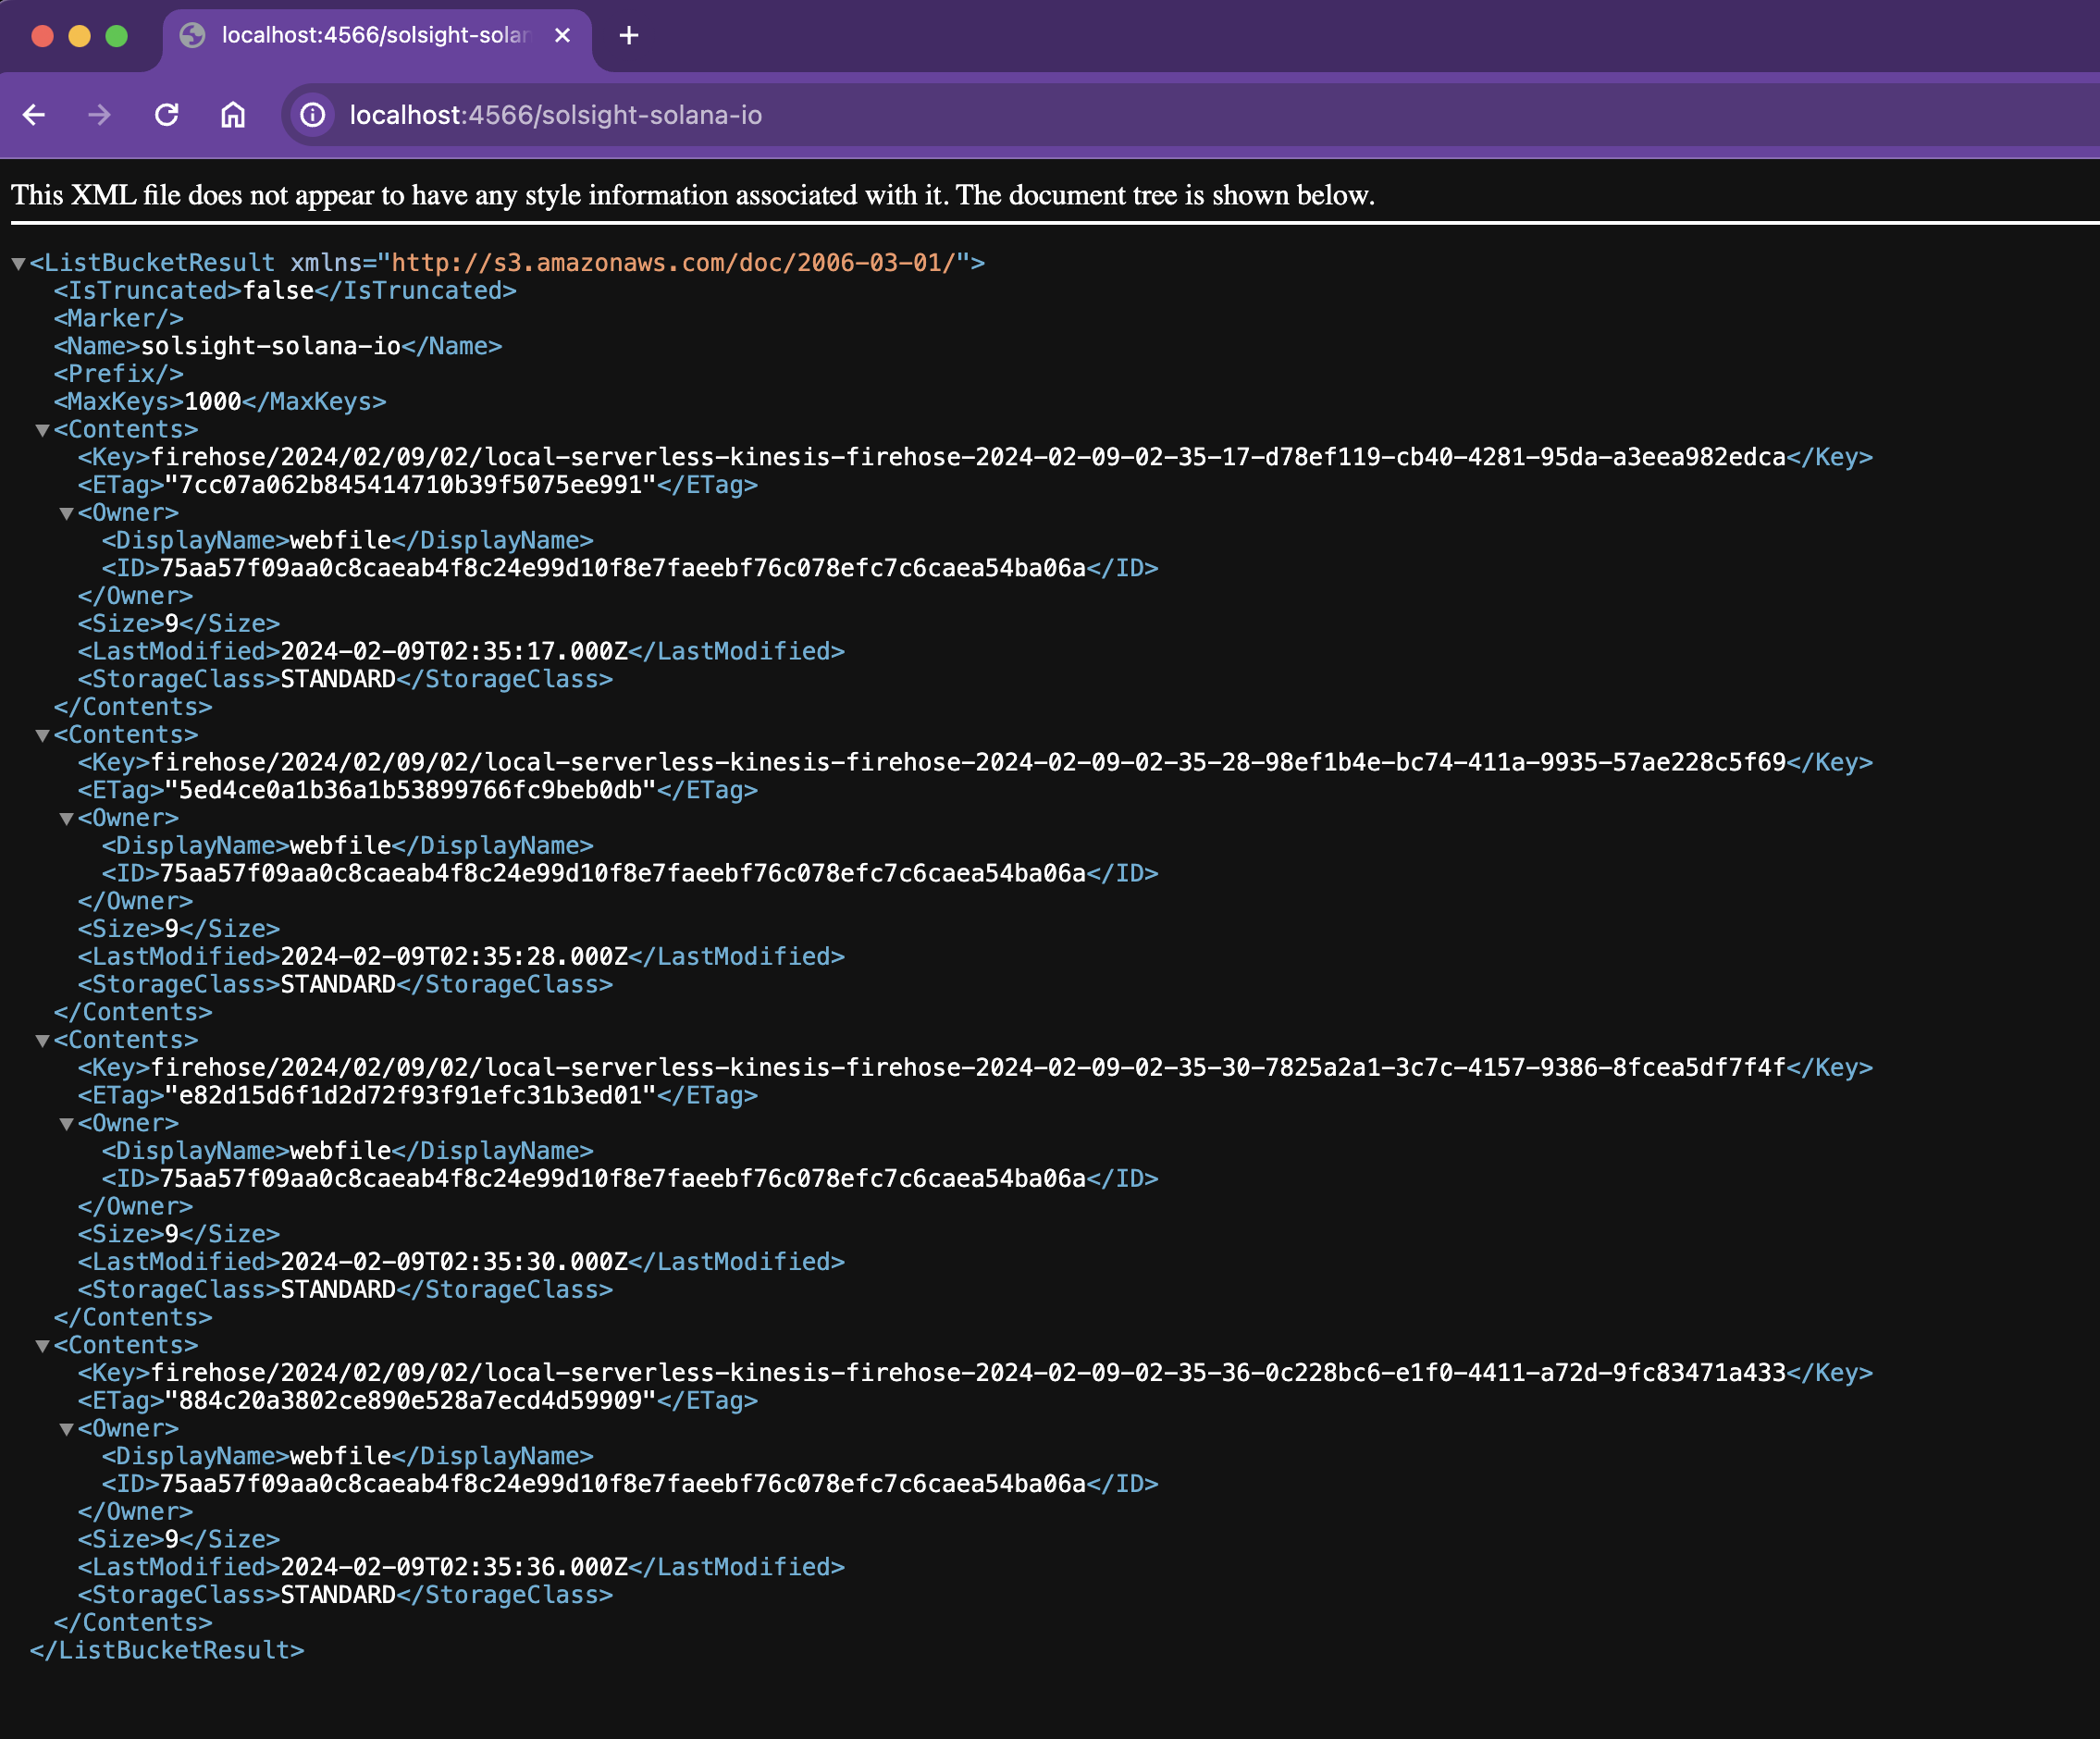 localhost:4566/solsight-solan
localhost:4566/solsight-solana-io
This XML file does not appear to have any style information associated with it. The document tree is shown below.
<ListBucketResult xmlns="http://s3.amazonaws.com/doc/2006-03-01/">
<IsTruncated>false</IsTruncated>
<Marker/>
<Name>solsight-solana-io</Name>
<Prefix/>
<MaxKeys>1000</MaxKeys>
<Contents>
<Key>firehose/2024/02/09/02/local-serverless-kinesis-firehose-2024-02-09-02-35-17-d78ef119-cb40-4281-95da-a3eea982edca</Key>
<ETag>"7cc07a062b845414710b39f5075ee991"</ETag>
<Owner>
<DisplayName>webfile</DisplayName>
<ID>75aa57f09aa0c8caeab4f8c24e99d10f8e7faeebf76c078efc7c6caea54ba06a</ID>
</Owner>
<Size>9</Size>
<LastModified>2024-02-09T02:35:17.000Z</LastModified>
<StorageClass>STANDARD</StorageClass>
</Contents>
<Contents>
<Key>firehose/2024/02/09/02/local-serverless-kinesis-firehose-2024-02-09-02-35-28-98ef1b4e-bc74-411a-9935-57ae228c5f69</Key>
<ETag>"5ed4ce0a1b36a1b53899766fc9beb0db"</ETag>
<Owner>
<DisplayName>webfile</DisplayName>
<ID>75aa57f09aa0c8caeab4f8c24e99d10f8e7faeebf76c078efc7c6caea54ba06a</ID>
</Owner>
<Size>9</Size>
<LastModified>2024-02-09T02:35:28.000Z</LastModified>
<StorageClass>STANDARD</StorageClass>
</Contents>
<Contents>
<Key>firehose/2024/02/09/02/local-serverless-kinesis-firehose-2024-02-09-02-35-30-7825a2a1-3c7c-4157-9386-8fcea5df7f4f</Key>
<ETag>"e82d15d6f1d2d72f93f91efc31b3ed01"</ETag>
<Owner>
<DisplayName>webfile</DisplayName>
<ID>75aa57f09aa0c8caeab4f8c24e99d10f8e7faeebf76c078efc7c6caea54ba06a</ID>
</Owner>
<Size>9</Size>
<LastModified>2024-02-09T02:35:30.000Z</LastModified>
<StorageClass>STANDARD</StorageClass>
</Contents>
<Contents>
<Key>firehose/2024/02/09/02/local-serverless-kinesis-firehose-2024-02-09-02-35-36-0c228bc6-e1f0-4411-a72d-9fc83471a433</Key>
<ETag>"884c20a3802ce890e528a7ecd4d59909"</ETag>
<Owner>
<DisplayName>webfile</DisplayName>
<ID>75aa57f09aa0c8caeab4f8c24e99d10f8e7faeebf76c078efc7c6caea54ba06a</ID>
</Owner>
<Size>9</Size>
<LastModified>2024-02-09T02:35:36.000Z</LastModified>
<StorageClass>STANDARD</StorageClass>
</Contents>
</ListBucketResult>